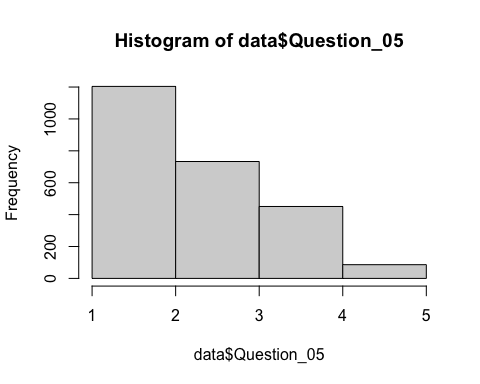 Histogram of data$Question_05
Frequency
1000
600
200
0
1 2 3 4 5
data$Question_05